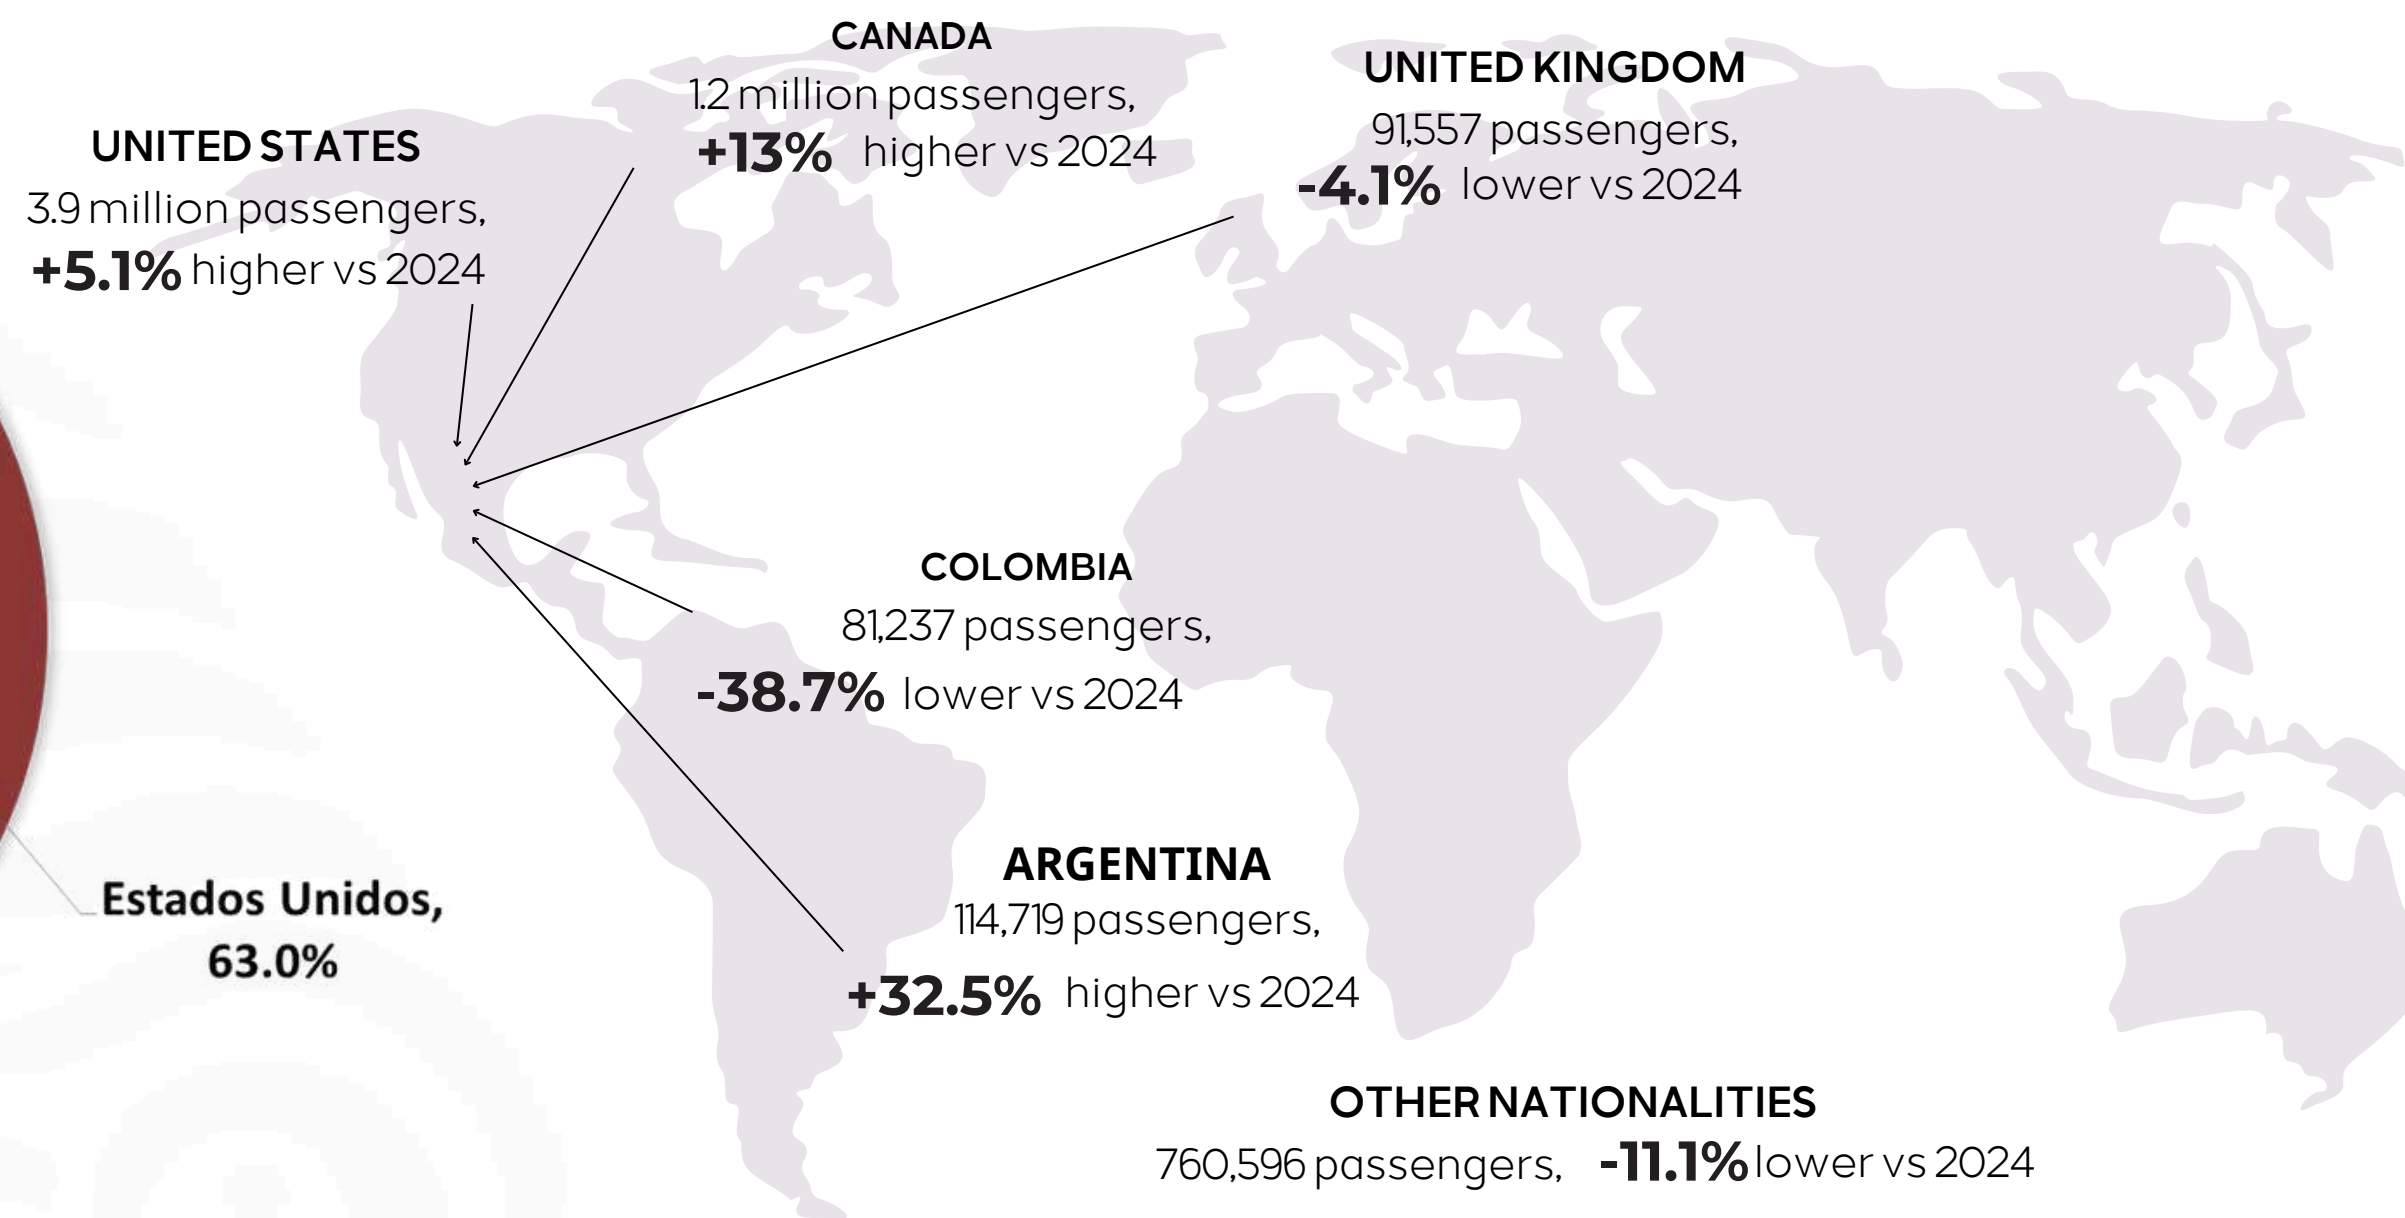 CANADA
1.2 million passengers,
+13% higher vs 2024
UNITED KINGDOM
91,557 passengers,
-4.1% lower vs 2024
UNITED STATES
3.9 million passengers,
+5.1% higher vs 2024
COLOMBIA
81,237 passengers,
-38.7% lower vs 2024
ARGENTINA
114,719 passengers,
+32.5% higher vs 2024
Estados Unidos,
63.0%
OTHER NATIONALITIES
760,596 passengers, -11.1% lower vs 2024